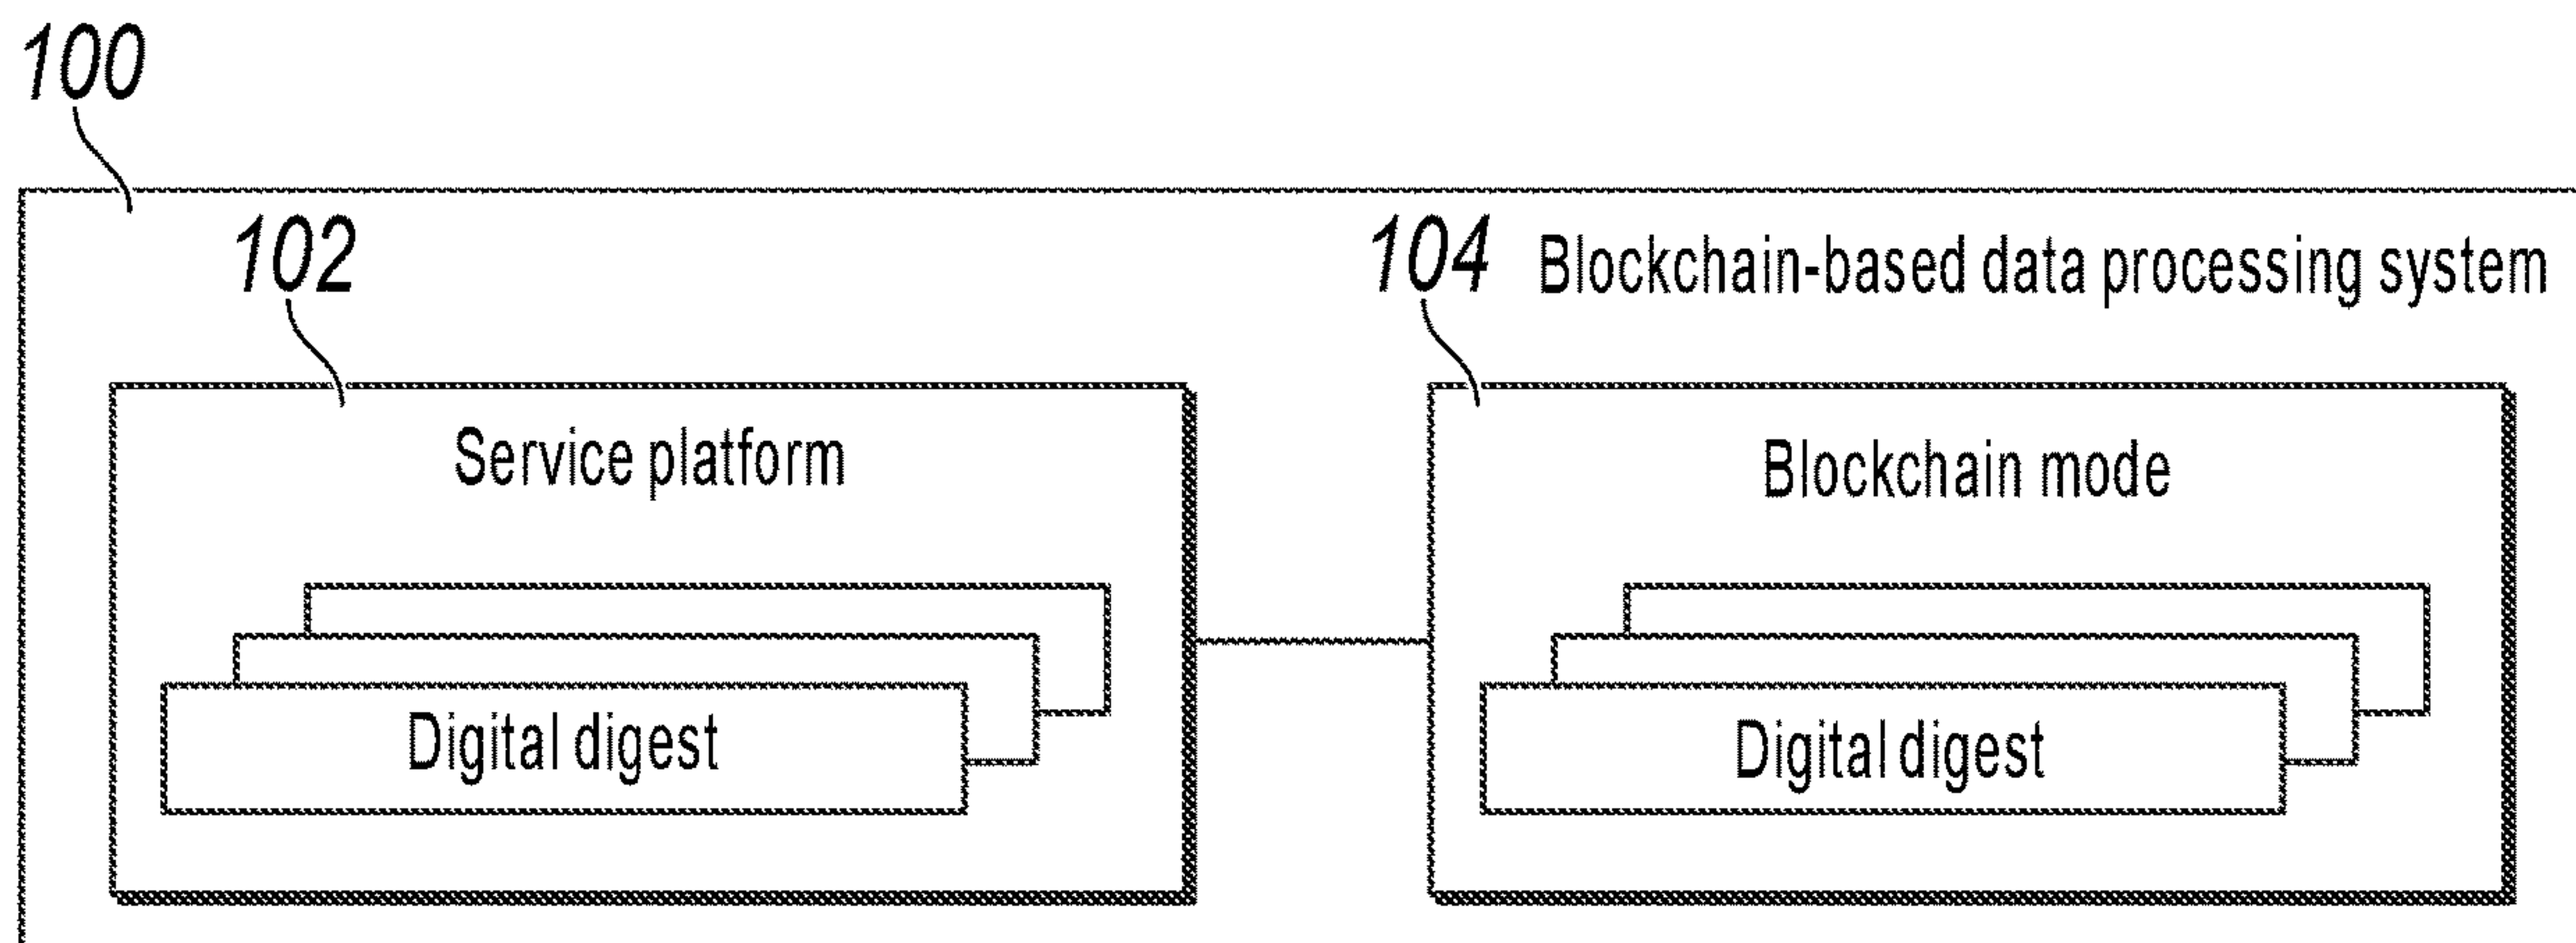 100
102
104 Blockchain-based data processing system
Service platform
Blockchain mode
Digital digest
Digital digest